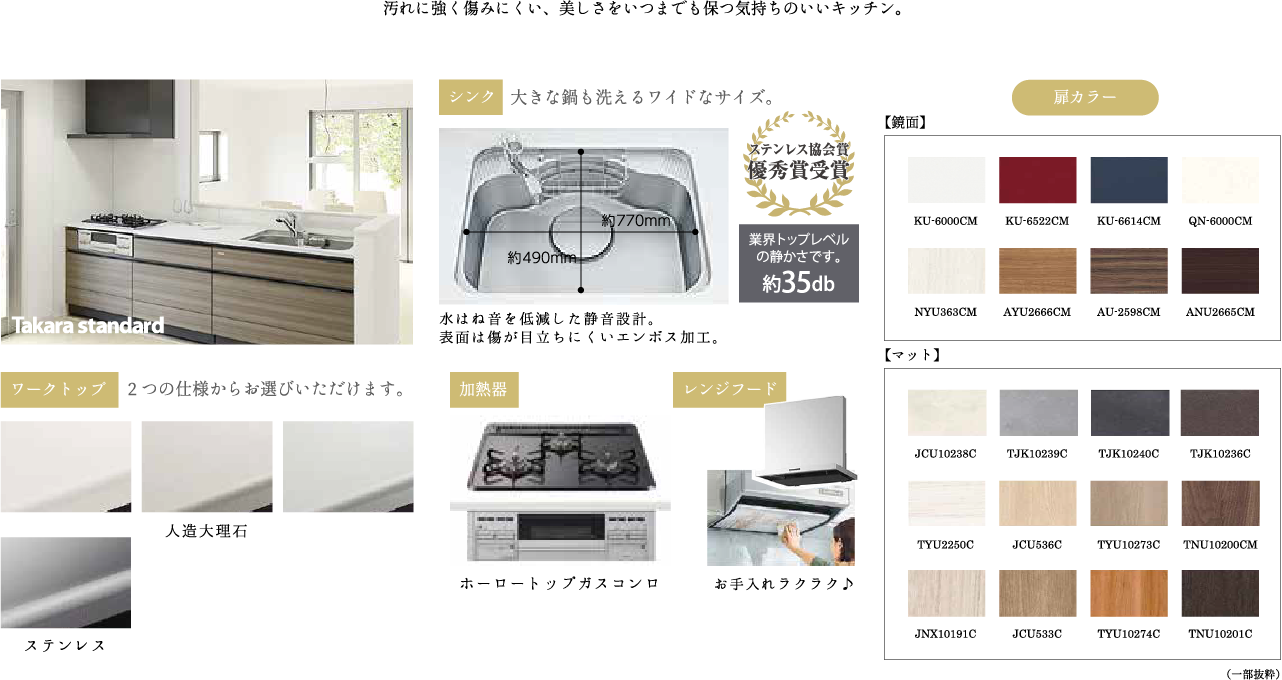 汚れに強く傷みにくい、美しさをいつまでも保つ気持ちのいいキッチン。
Takara standard
シンク
大きな鍋も洗えるワイドなサイズ。
約770mm
約490mm
ステンレス協会賞
優秀賞受賞
業界トップレベル
の静かさです。
約35db
水はね音を低減した静音設計。
表面は傷が目立ちにくいエンボス加工。
ワークトップ
２つの仕様からお選びいただけます。
人造大理石
ステンレス
加熱器
ホーロートップガスコンロ
レンジフード
お手入れラクラク♪
扉カラー
【鏡面】
KU-6000CM
KU-6522CM
KU-6614CM
QN-6000CM
NYU363CM
AYU2666CM
AU-2598CM
ANU2665CM
【マット】
JCU10238C
TJK10239C
TJK10240C
TJK10236C
TYU2250C
JCU536C
TYU10273C
TNU10200CM
JNX10191C
JCU533C
TYU10274C
TNU10201C
（一部抜粋）